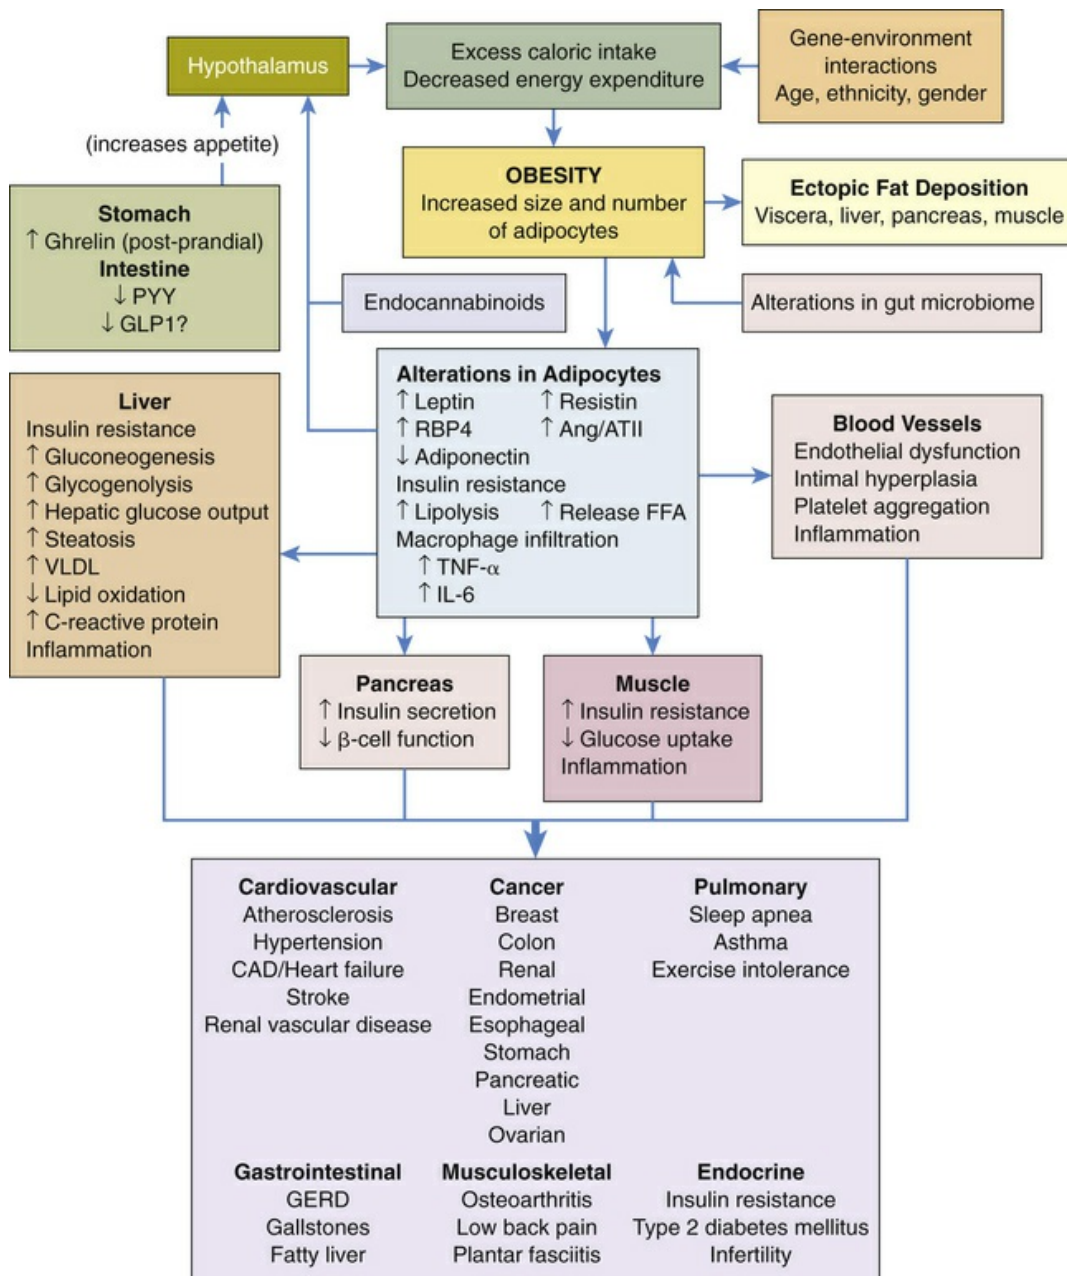 Hypothalamus
Excess caloric intake
Decreased energy expenditure
Gene-environment
interactions
Age, ethnicity, gender
(increases appetite)
OBESITY
Increased size and number
of adipocytes
Ectopic Fat Deposition
Viscera, liver, pancreas, muscle
Stomach
↑ Ghrelin (post-prandial)
Intestine
↓ PYY
↓ GLP1?
Endocannabinoids
Alterations in gut microbiome
Alterations in Adipocytes
↑ Leptin ↑ Resistin
↑ RBP4 ↑ Ang/ATII
↓ Adiponectin
Insulin resistance
↑ Lipolysis ↑ Release FFA
Macrophage infiltration
↑ TNF-α
↑ IL-6
Liver
Insulin resistance
↑ Gluconeogenesis
↑ Glycogenolysis
↑ Hepatic glucose output
↑ Steatosis
↑ VLDL
↓ Lipid oxidation
↑ C-reactive protein
Inflammation
Blood Vessels
Endothelial dysfunction
Intimal hyperplasia
Platelet aggregation
Inflammation
Pancreas
↑ Insulin secretion
↓ β-cell function
Muscle
↑ Insulin resistance
↓ Glucose uptake
Inflammation
Cardiovascular
Atherosclerosis
Hypertension
CAD/Heart failure
Stroke
Renal vascular disease
Cancer
Breast
Colon
Renal
Endometrial
Esophageal
Stomach
Pancreatic
Liver
Ovarian
Pulmonary
Sleep apnea
Asthma
Exercise intolerance
Gastrointestinal
GERD
Gallstones
Fatty liver
Musculoskeletal
Osteoarthritis
Low back pain
Plantar fasciitis
Endocrine
Insulin resistance
Type 2 diabetes mellitus
Infertility